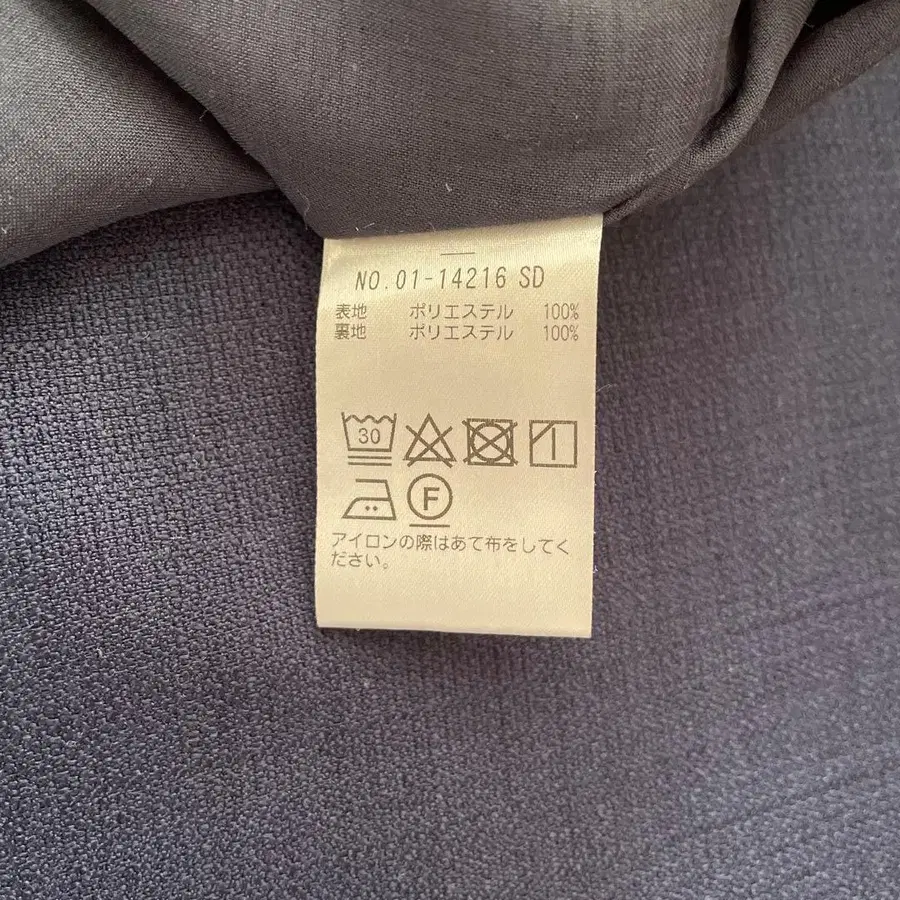 NO.01-14216 SD
表地 ポリエステル 100%
裏地 ポリエステル 100%
30
F
アイロンの際はあて布をしてく
ださい。